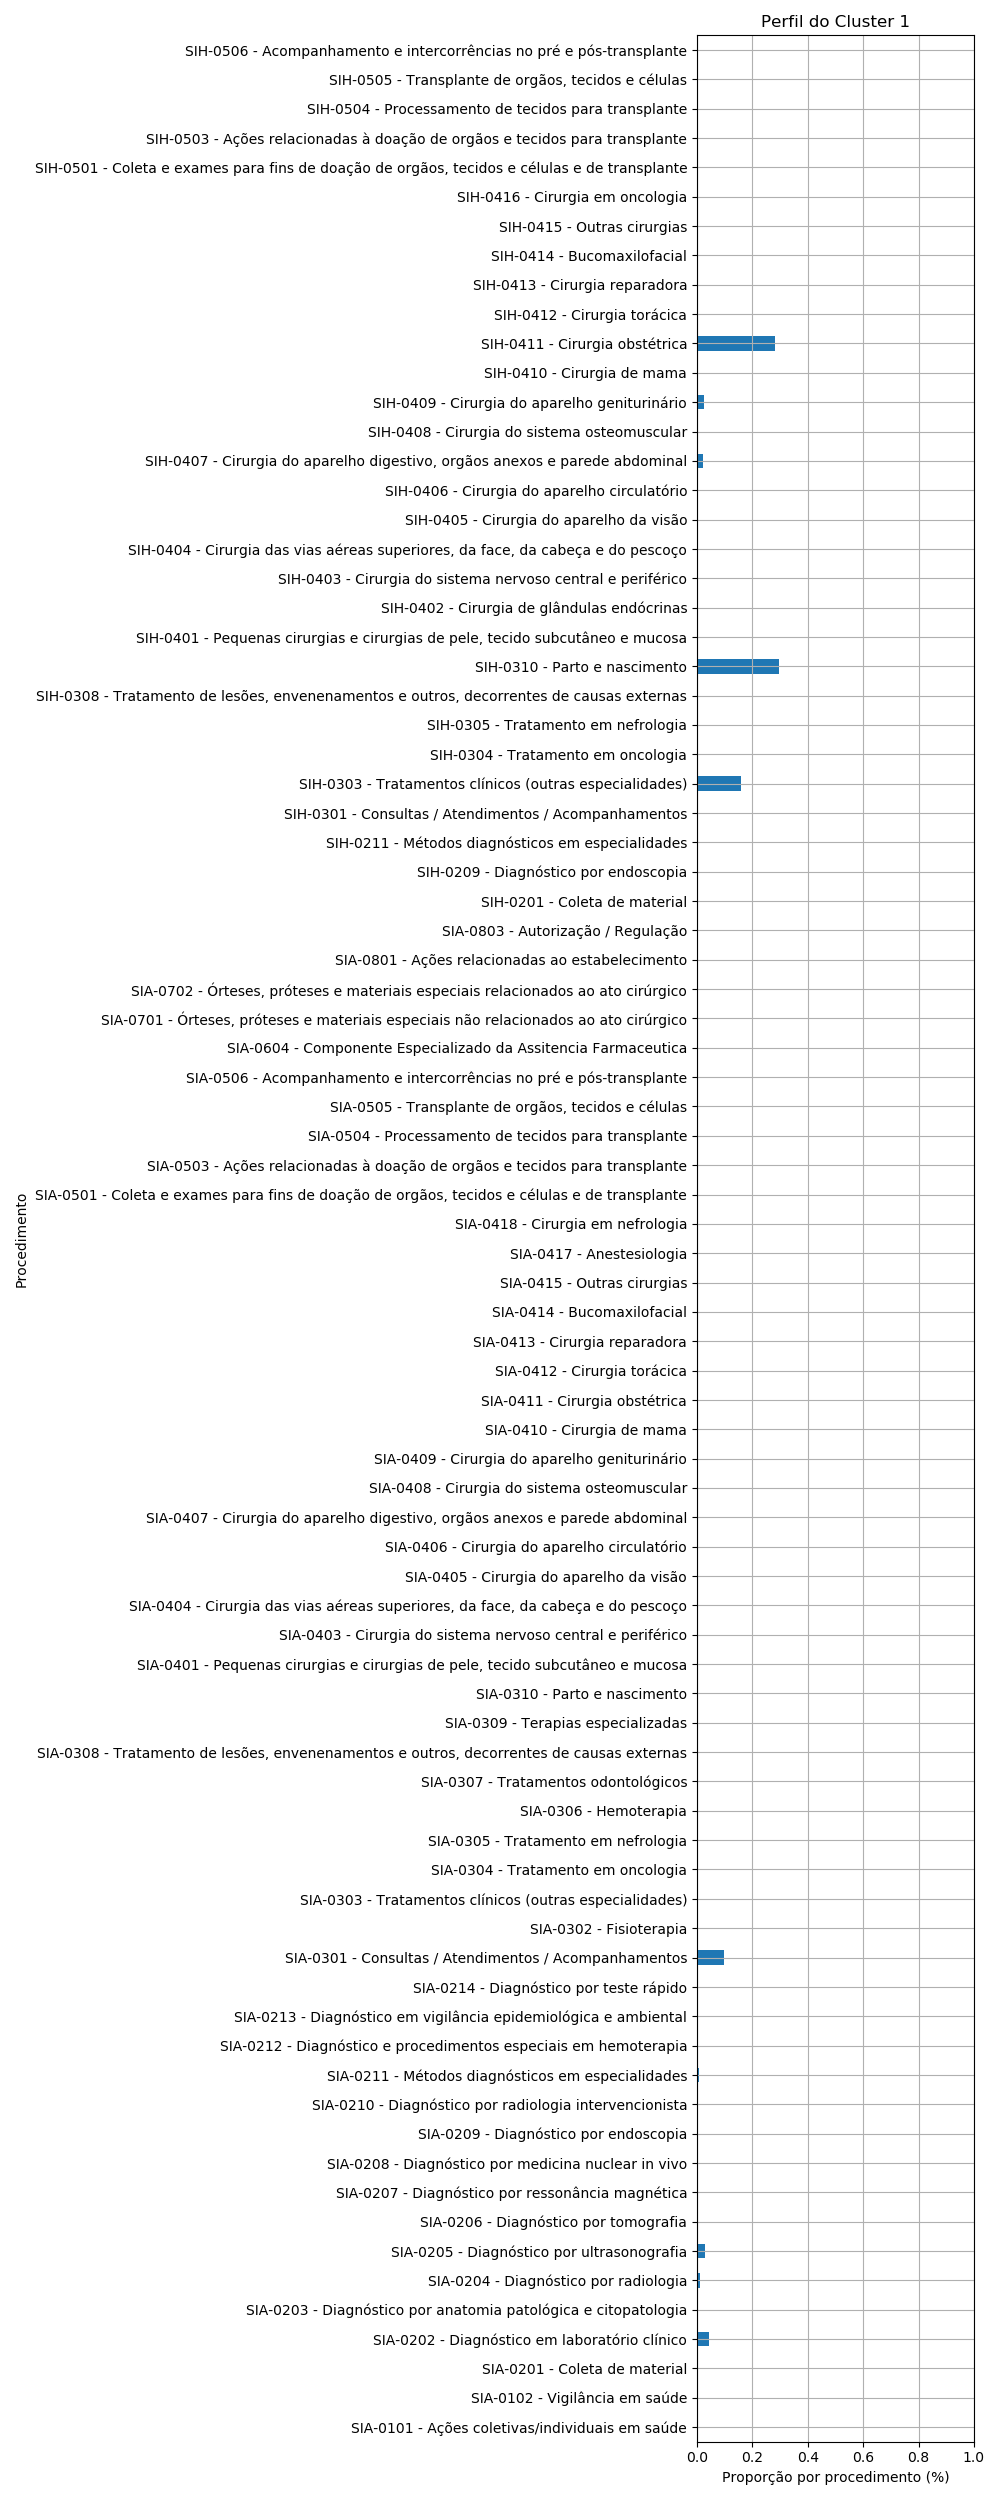 Perfil do Cluster 1
SIH-0506 - Acompanhamento e intercorrências no pré e pós-transplante
SIH-0505 - Transplante de orgãos, tecidos e células
SIH-0504 - Processamento de tecidos para transplante
SIH-0503 - Ações relacionadas à doação de orgãos e tecidos para transplante
SIH-0501 - Coleta e exames para fins de doação de orgãos, tecidos e células e de transplante
SIH-0416 - Cirurgia em oncologia
SIH-0415 - Outras cirurgias
SIH-0414 - Bucomaxilofacial
SIH-0413 - Cirurgia reparadora
SIH-0412 - Cirurgia torácica
SIH-0411 - Cirurgia obstétrica
SIH-0410 - Cirurgia de mama
SIH-0409 - Cirurgia do aparelho geniturinário
SIH-0408 - Cirurgia do sistema osteomuscular
SIH-0407 - Cirurgia do aparelho digestivo, orgãos anexos e parede abdominal
SIH-0406 - Cirurgia do aparelho circulatório
SIH-0405 - Cirurgia do aparelho da visão
SIH-0404 - Cirurgia das vias aéreas superiores, da face, da cabeça e do pescoço
SIH-0403 - Cirurgia do sistema nervoso central e periférico
SIH-0402 - Cirurgia de glândulas endócrinas
SIH-0401 - Pequenas cirurgias e cirurgias de pele, tecido subcutâneo e mucosa
SIH-0310 - Parto e nascimento
SIH-0308 - Tratamento de lesões, envenenamentos e outros, decorrentes de causas externas
SIH-0305 - Tratamento em nefrologia
SIH-0304 - Tratamento em oncologia
SIH-0303 - Tratamentos clínicos (outras especialidades)
SIH-0301 - Consultas / Atendimentos / Acompanhamentos
SIH-0211 - Métodos diagnósticos em especialidades
SIH-0209 - Diagnóstico por endoscopia
SIH-0201 - Coleta de material
SIA-0803 - Autorização / Regulação
SIA-0801 - Ações relacionadas ao estabelecimento
SIA-0702 - Órteses, próteses e materiais especiais relacionados ao ato cirúrgico
SIA-0701 - Órteses, próteses e materiais especiais não relacionados ao ato cirúrgico
SIA-0604 - Componente Especializado da Assitencia Farmaceutica
SIA-0506 - Acompanhamento e intercorrências no pré e pós-transplante
SIA-0505 - Transplante de orgãos, tecidos e células
SIA-0504 - Processamento de tecidos para transplante
SIA-0503 - Ações relacionadas à doação de orgãos e tecidos para transplante
SIA-0501 - Coleta e exames para fins de doação de orgãos, tecidos e células e de transplante
SIA-0418 - Cirurgia em nefrologia
SIA-0417 - Anestesiologia
SIA-0415 - Outras cirurgias
SIA-0414 - Bucomaxilofacial
SIA-0413 - Cirurgia reparadora
SIA-0412 - Cirurgia torácica
SIA-0411 - Cirurgia obstétrica
SIA-0410 - Cirurgia de mama
SIA-0409 - Cirurgia do aparelho geniturinário
SIA-0408 - Cirurgia do sistema osteomuscular
SIA-0407 - Cirurgia do aparelho digestivo, orgãos anexos e parede abdominal
SIA-0406 - Cirurgia do aparelho circulatório
SIA-0405 - Cirurgia do aparelho da visão
SIA-0404 - Cirurgia das vias aéreas superiores, da face, da cabeça e do pescoço
SIA-0403 - Cirurgia do sistema nervoso central e periférico
SIA-0401 - Pequenas cirurgias e cirurgias de pele, tecido subcutâneo e mucosa
SIA-0310 - Parto e nascimento
SIA-0309 - Terapias especializadas
SIA-0308 - Tratamento de lesões, envenenamentos e outros, decorrentes de causas externas
SIA-0307 - Tratamentos odontológicos
SIA-0306 - Hemoterapia
SIA-0305 - Tratamento em nefrologia
SIA-0304 - Tratamento em oncologia
SIA-0303 - Tratamentos clínicos (outras especialidades)
SIA-0302 - Fisioterapia
SIA-0301 - Consultas / Atendimentos / Acompanhamentos
SIA-0214 - Diagnóstico por teste rápido
SIA-0213 - Diagnóstico em vigilância epidemiológica e ambiental
SIA-0212 - Diagnóstico e procedimentos especiais em hemoterapia
SIA-0211 - Métodos diagnósticos em especialidades
SIA-0210 - Diagnóstico por radiologia intervencionista
SIA-0209 - Diagnóstico por endoscopia
SIA-0208 - Diagnóstico por medicina nuclear in vivo
SIA-0207 - Diagnóstico por ressonância magnética
SIA-0206 - Diagnóstico por tomografia
SIA-0205 - Diagnóstico por ultrasonografia
SIA-0204 - Diagnóstico por radiologia
SIA-0203 - Diagnóstico por anatomia patológica e citopatologia
SIA-0202 - Diagnóstico em laboratório clínico
SIA-0201 - Coleta de material
SIA-0102 - Vigilância em saúde
SIA-0101 - Ações coletivas/individuais em saúde
Procedimento
0.0 0.2 0.4 0.6 0.8 1.0
Proporção por procedimento (%)